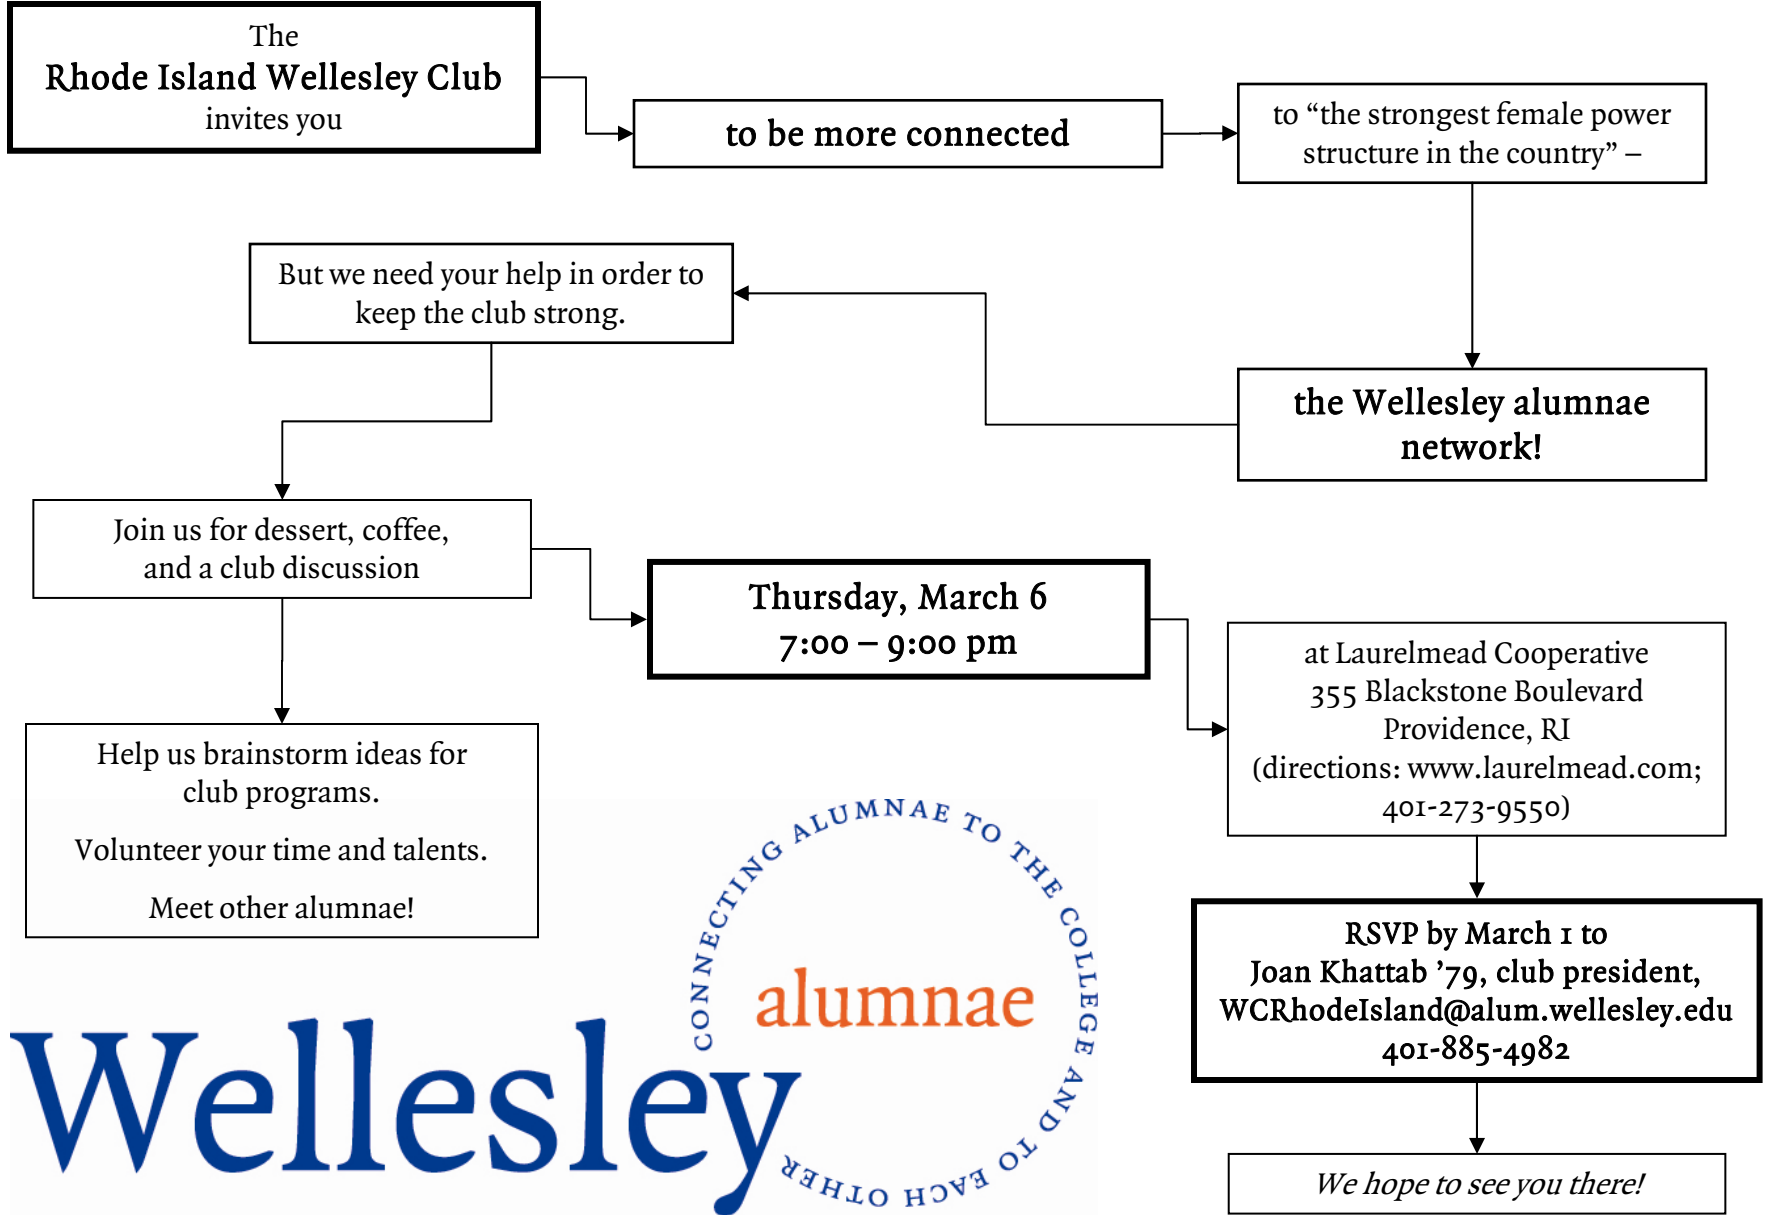 The
Rhode Island Wellesley Club
invites you
to be more connected
to “the strongest female power
structure in the country” –
the Wellesley alumnae
network!
But we need your help in order to
keep the club strong.
Join us for dessert, coffee,
and a club discussion
Thursday, March 6
7:00 – 9:00 pm
at Laurelmead Cooperative
355 Blackstone Boulevard
Providence, RI
(directions: www.laurelmead.com;
401-273-9550)
Help us brainstorm ideas for
club programs.
Volunteer your time and talents.
Meet other alumnae!
RSVP by March 1 to
Joan Khattab ’79, club president,
WCRhodeIsland@alum.wellesley.edu
401-885-4982
We hope to see you there!
Wellesley
alumnae
CONNECTING ALUMNAE TO THE COLLEGE AND TO EACH OTHER